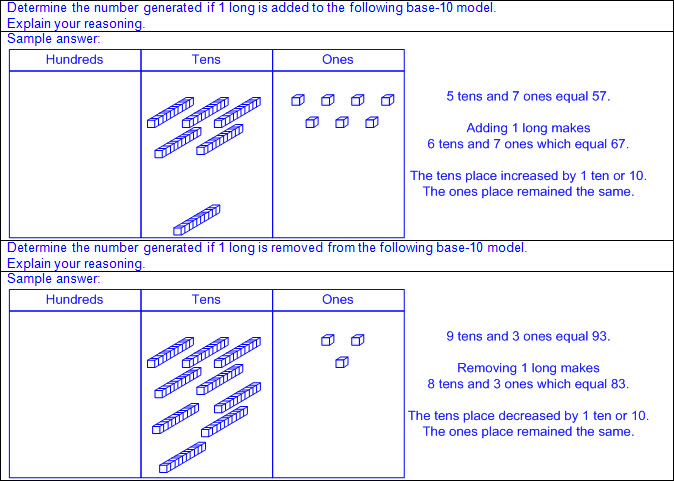 Determine the number generated if 1 long is added to the following base-10 model.
Explain your reasoning.
Sample answer:
Hundreds Tens Ones
5 tens and 7 ones equal 57.
Adding 1 long makes
6 tens and 7 ones which equal 67.
The tens place increased by 1 ten or 10.
The ones place remained the same.
Determine the number generated if 1 long is removed from the following base-10 model.
Explain your reasoning.
Sample answer:
Hundreds Tens Ones
9 tens and 3 ones equal 93.
Removing 1 long makes
8 tens and 3 ones which equal 83.
The tens place decreased by 1 ten or 10.
The ones place remained the same.